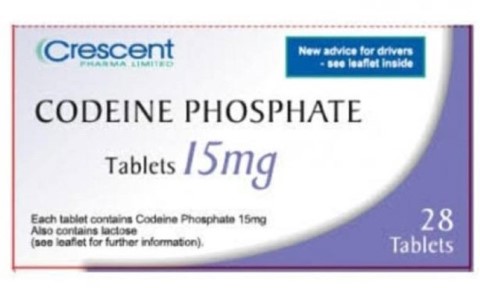 Crescent
PHARMA LIMITED
New advice for drivers
- see leaflet inside
CODEINE PHOSPHATE
Tablets 15mg
Each tablet contains Codeine Phosphate 15mg
Also contains lactose
(see leaflet for further information).
28
Tablets